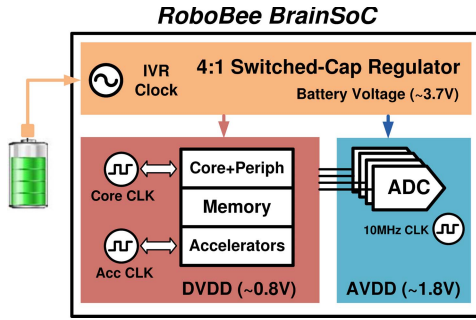 RoboBee BrainSoC
IVR
Clock
4:1 Switched-Cap Regulator
Battery Voltage (~3.7V)
Core CLK
Core+Periph
Memory
Accelerators
Acc CLK
DVDD (~0.8V)
ADC
10MHz CLK
AVDD (~1.8V)